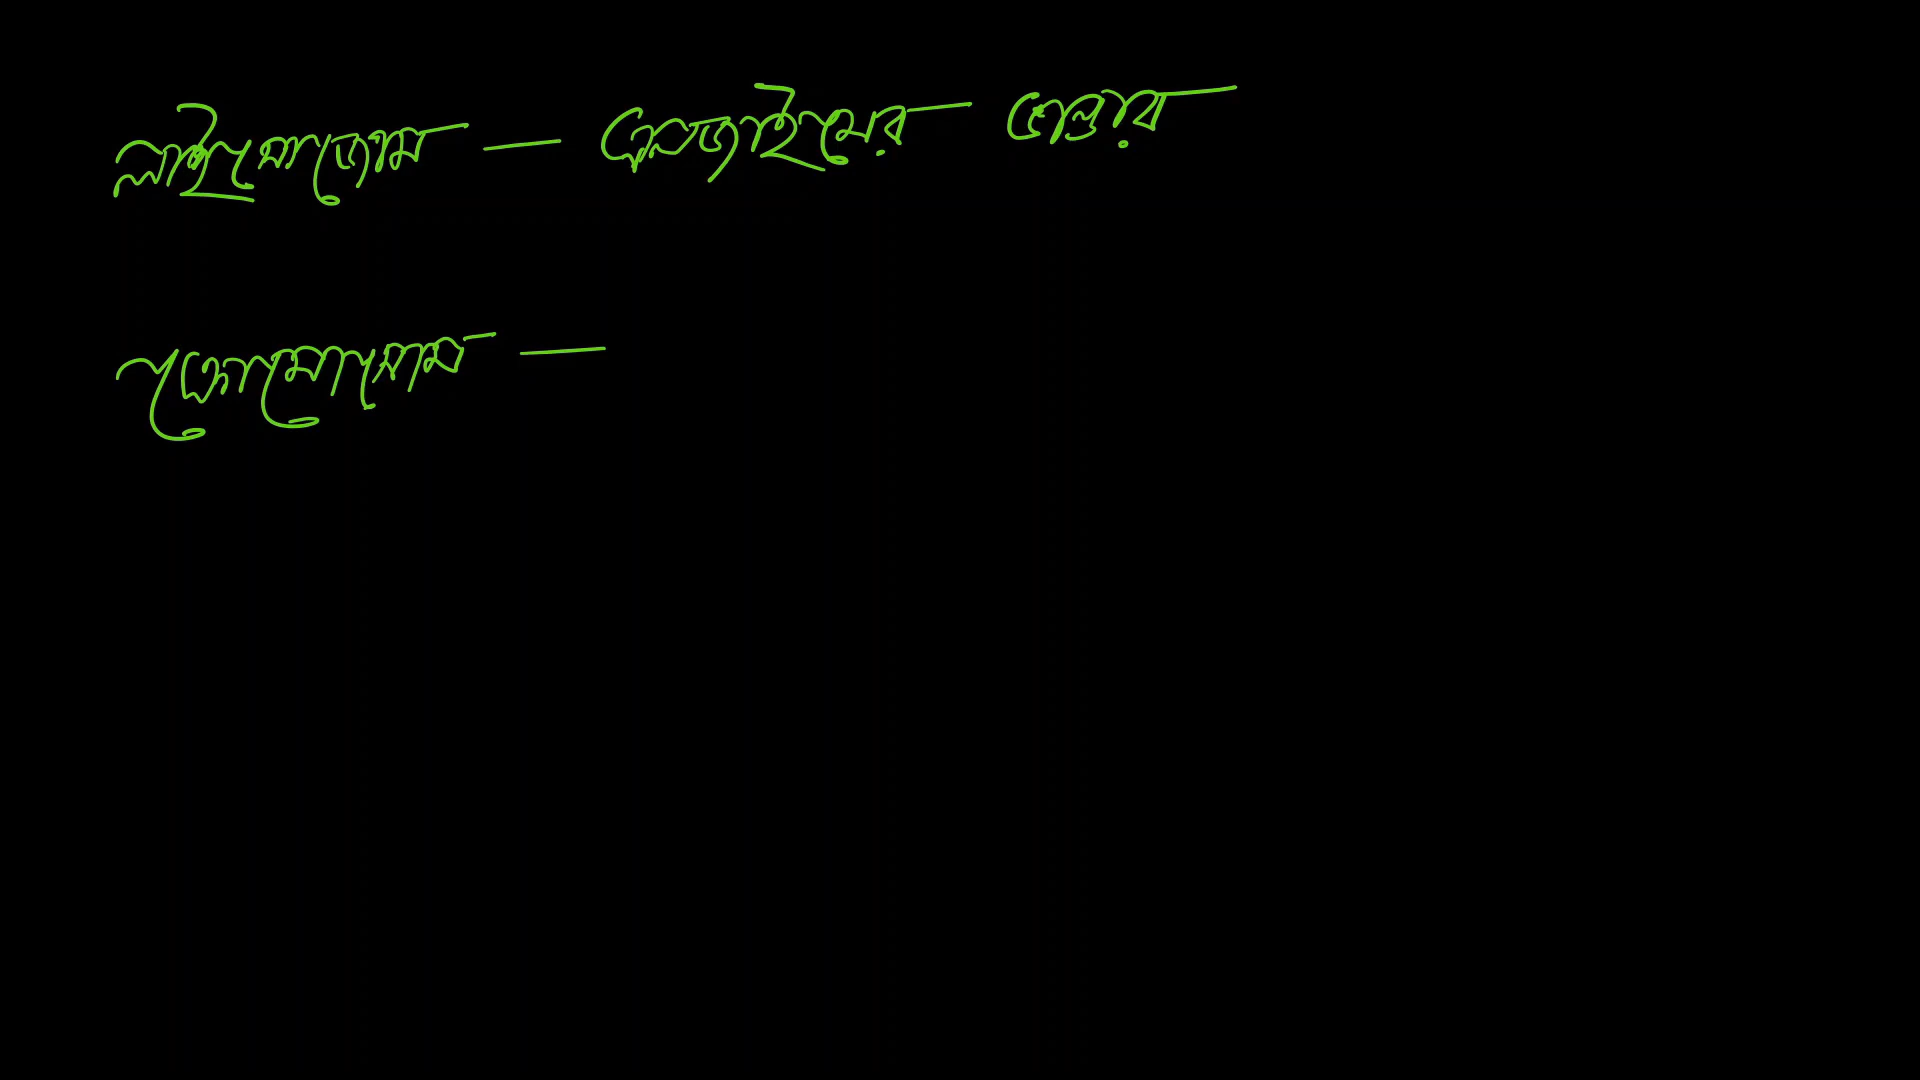 লাইসোজোম — এনজাইমের ভান্ডার
ক্রোমোসোম —